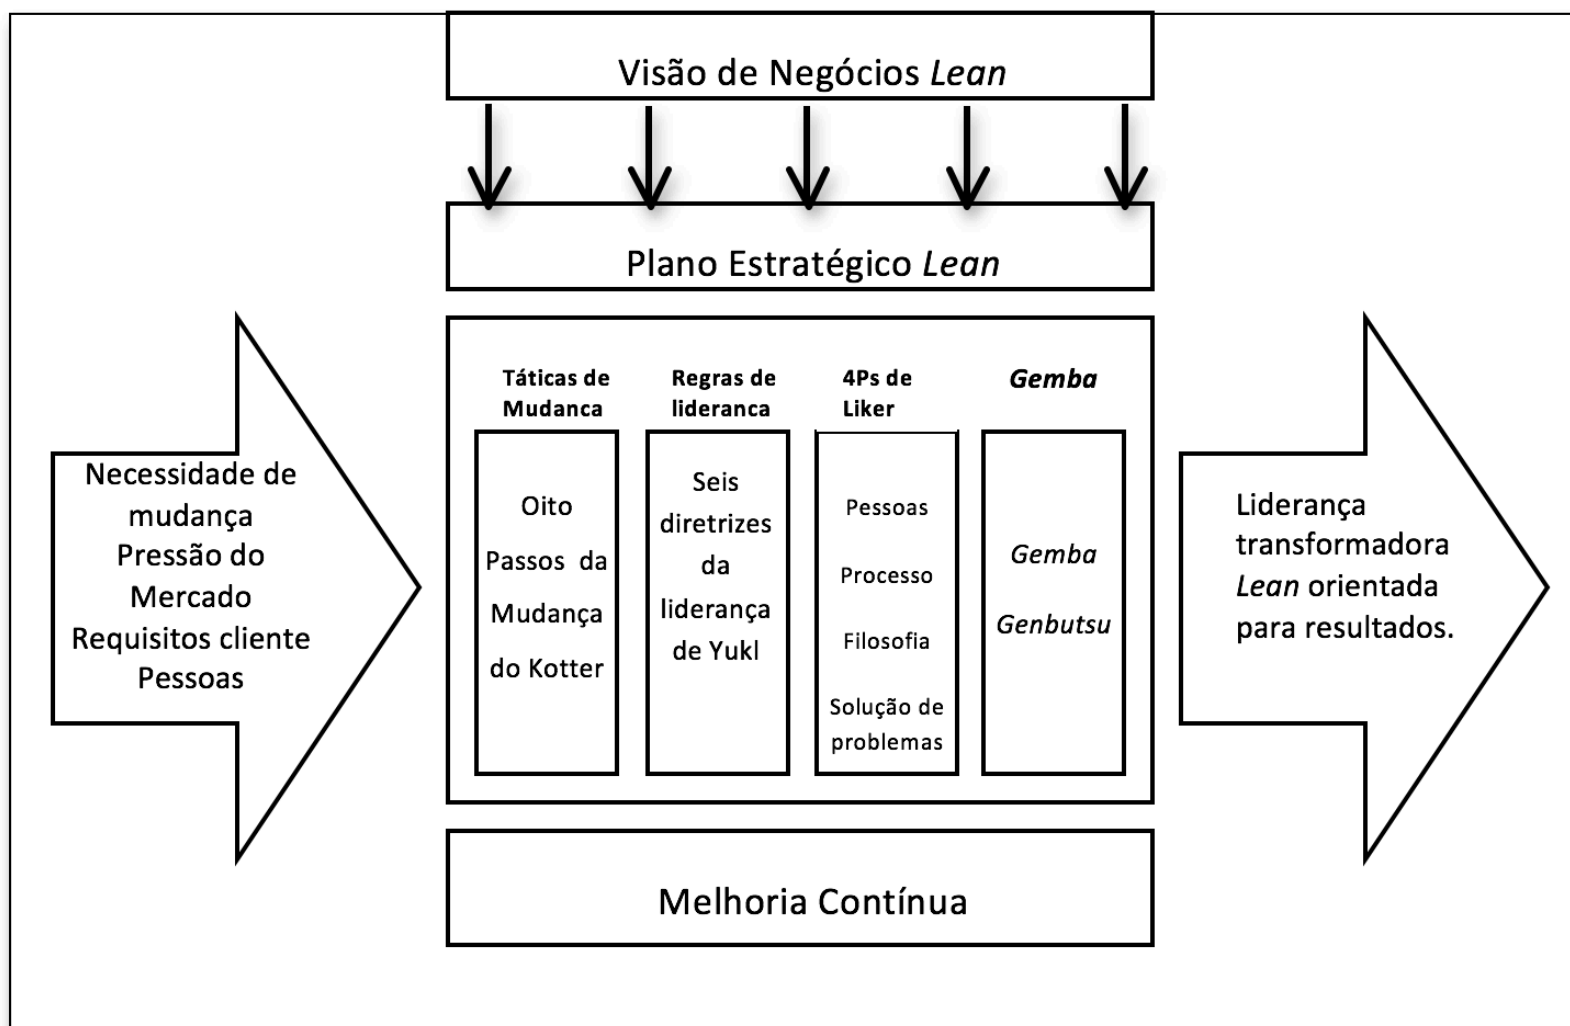 Visão de Negócios Lean
Plano Estratégico Lean
Necessidade de
mudança
Pressão do
Mercado
Requisitos cliente
Pessoas
Táticas de
Mudanca
Oito
Passos da
Mudança
do Kotter
Regras de
lideranca
Seis
diretrizes
da
liderança
de Yukl
4Ps de
Liker
Pessoas
Processo
Filosofia
Solução de
problemas
Gemba
Gemba
Genbutsu
Liderança
transformadora
Lean orientada
para resultados.
Melhoria Contínua